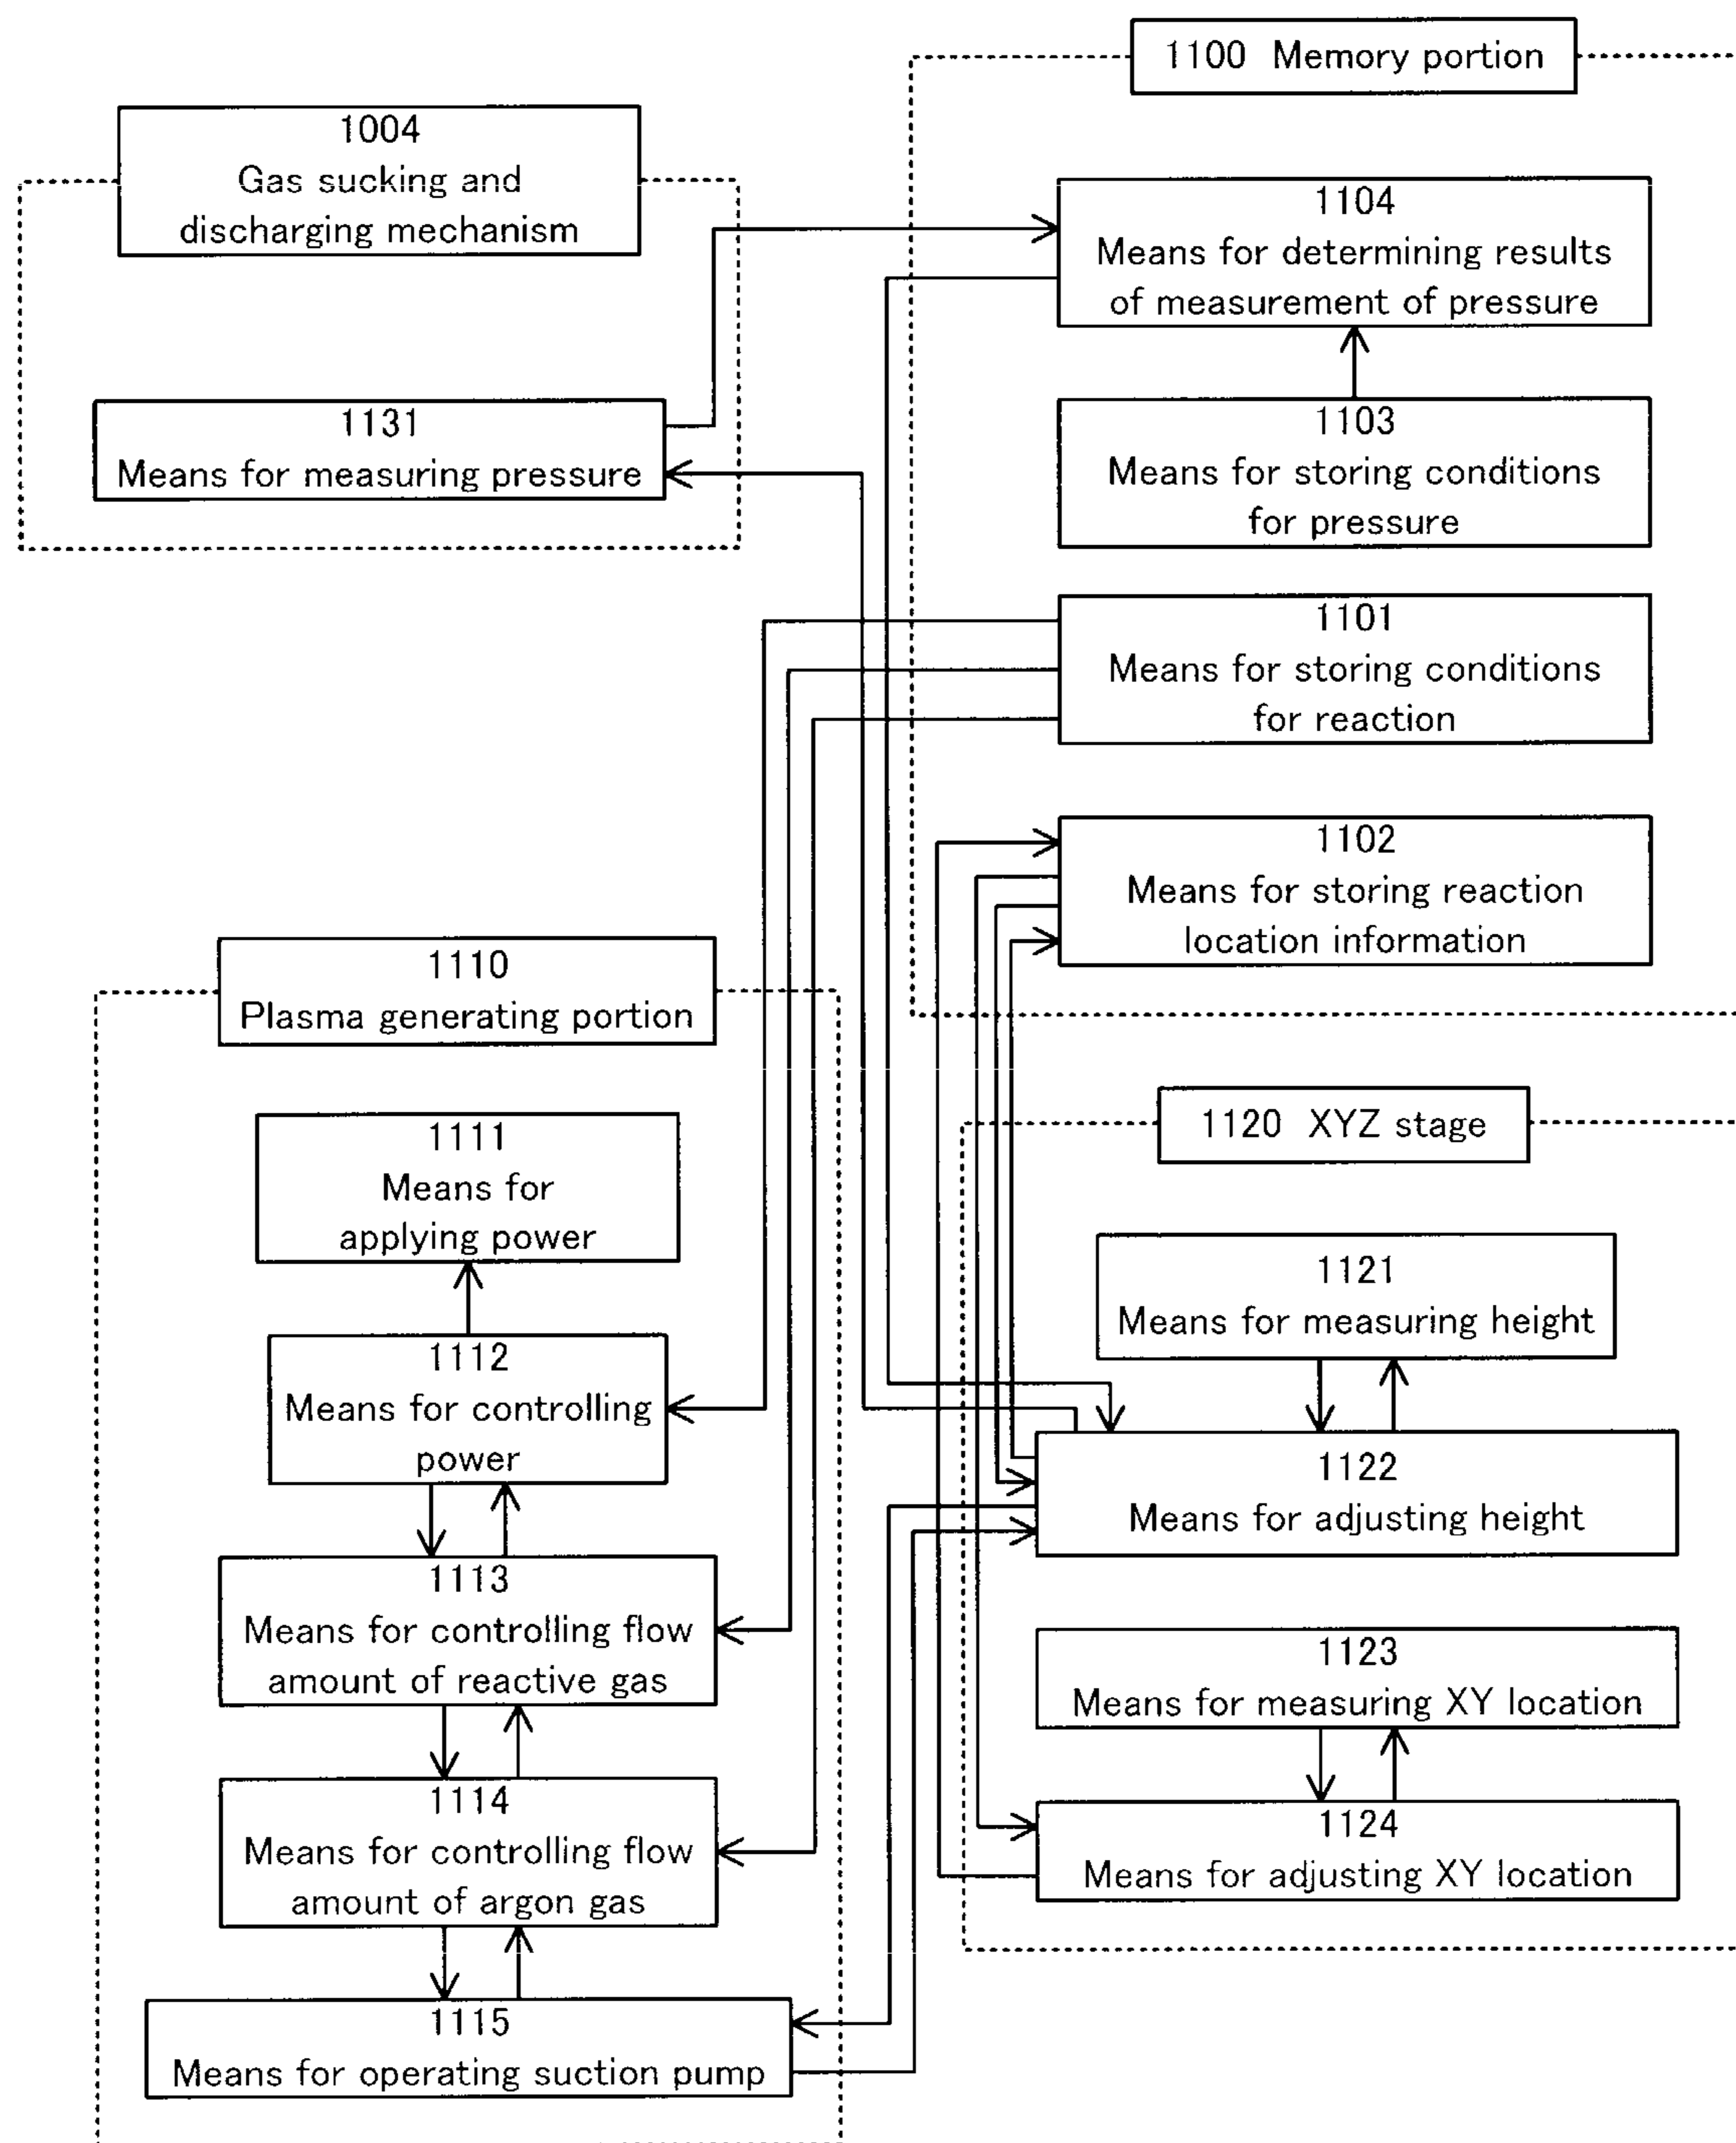 1100 Memory portion
1004
Gas sucking and
discharging mechanism
1104
Means for determining results
of measurement of pressure
1131
Means for measuring pressure
1103
Means for storing conditions
for pressure
1101
Means for storing conditions
for reaction
1102
Means for storing reaction
location information
1110
Plasma generating portion
1120 XYZ stage
1111
Means for
applying power
1121
Means for measuring height
1112
Means for controlling
power
1122
Means for adjusting height
1113
Means for controlling flow
amount of reactive gas
1123
Means for measuring XY location
1114
Means for controlling flow
amount of argon gas
1124
Means for adjusting XY location
1115
Means for operating suction pump